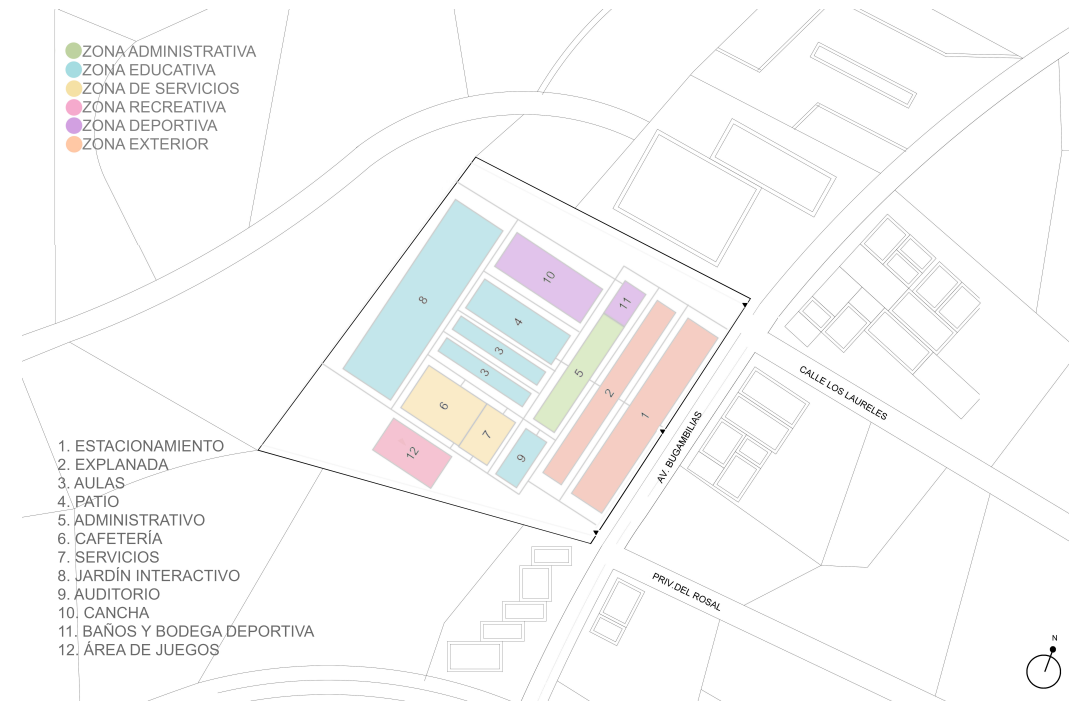 ZONA ADMINISTRATIVA
ZONA EDUCATIVA
ZONA DE SERVICIOS
ZONA RECREATIVA
ZONA DEPORTIVA
ZONA EXTERIOR
10
11
8
4
3
3
5
2
6
1
7
12
9
CALLE LOS LAURELES
AV. BUGAMBILIAS
PRIV.DEL ROSAL
1. ESTACIONAMIENTO
2. EXPLANADA
3. AULAS
4. PATIO
5. ADMINISTRATIVO
6. CAFETERÍA
7. SERVICIOS
8. JARDÍN INTERACTIVO
9. AUDITORIO
10. CANCHA
11. BAÑOS Y BODEGA DEPORTIVA
12. ÁREA DE JUEGOS
N